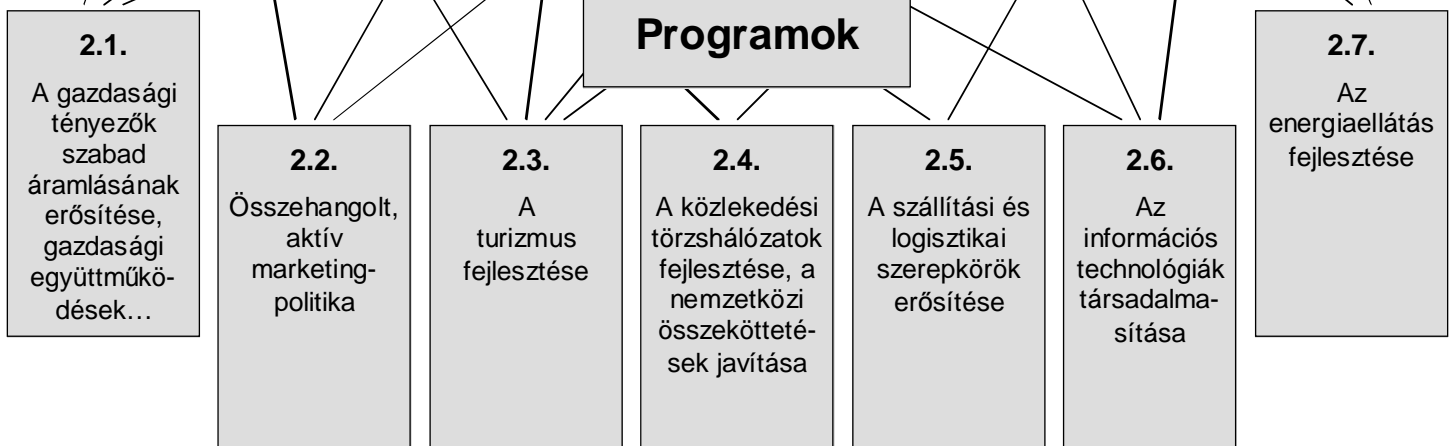 Programok
2.1.
A gazdasági
tényezők
szabad
áramlásának
erősítése,
gazdasági
együttműkö-
dések…
2.2.
Összehangolt,
aktív
marketing-
politika
2.3.
A
turizmus
fejlesztése
2.4.
A közlekedési
törzshálózatok
fejlesztése, a
nemzetközi
összekötteté-
sek javítása
2.5.
A szállítási és
logisztikai
szerepkörök
erősítése
2.6.
Az
információs
technológiák
társadalma-
sítása
2.7.
Az
energiaellátás
fejlesztése